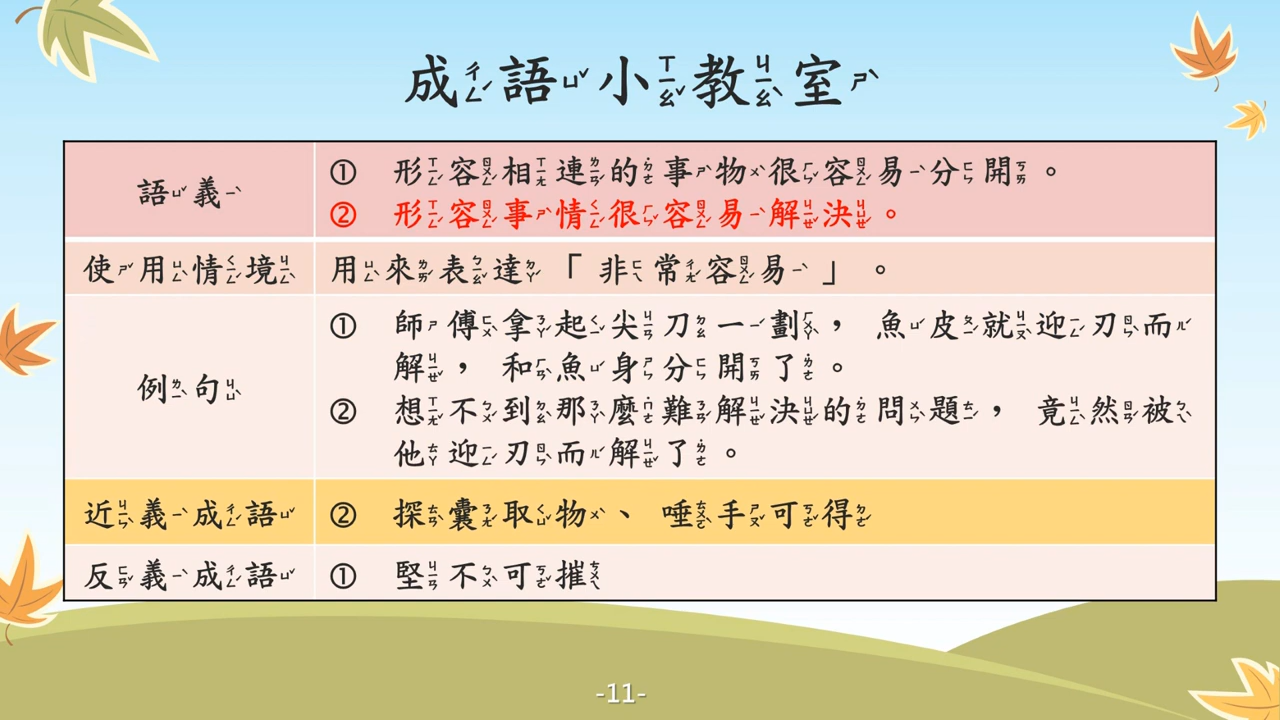 成語小教室
語義
① 形容相連的事物很容易分開。
② 形容事情很容易解決。
使用情境
用來表達「非常容易」。
例句
① 師傅拿起尖刀一劃，魚皮就迎刃而
解，和魚身分開了。
② 想不到那麼難解決的問題，竟然被
他迎刃而解了。
近義成語
② 探囊取物、唾手可得
反義成語
① 堅不可摧
-11-